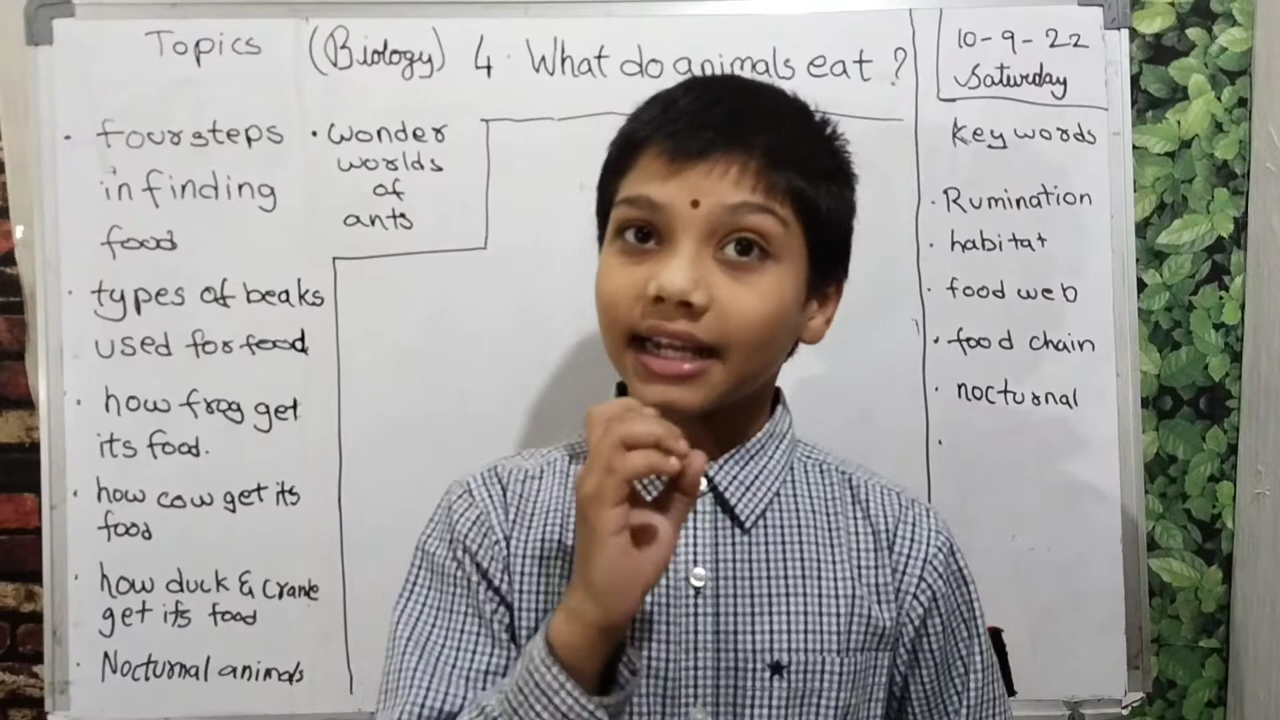 Topics
(Biology) 4. What do animals eat ?
10-9-22
Saturday
• four steps
in finding
food
• types of beaks
used for food
• how frog get
its food.
• how cow get its
food
• how duck & crane
get its food
• Nocturnal animals
• wonder
worlds
of
ants
Key words
• Rumination
• habitat
• food web
• food chain
• nocturnal
•